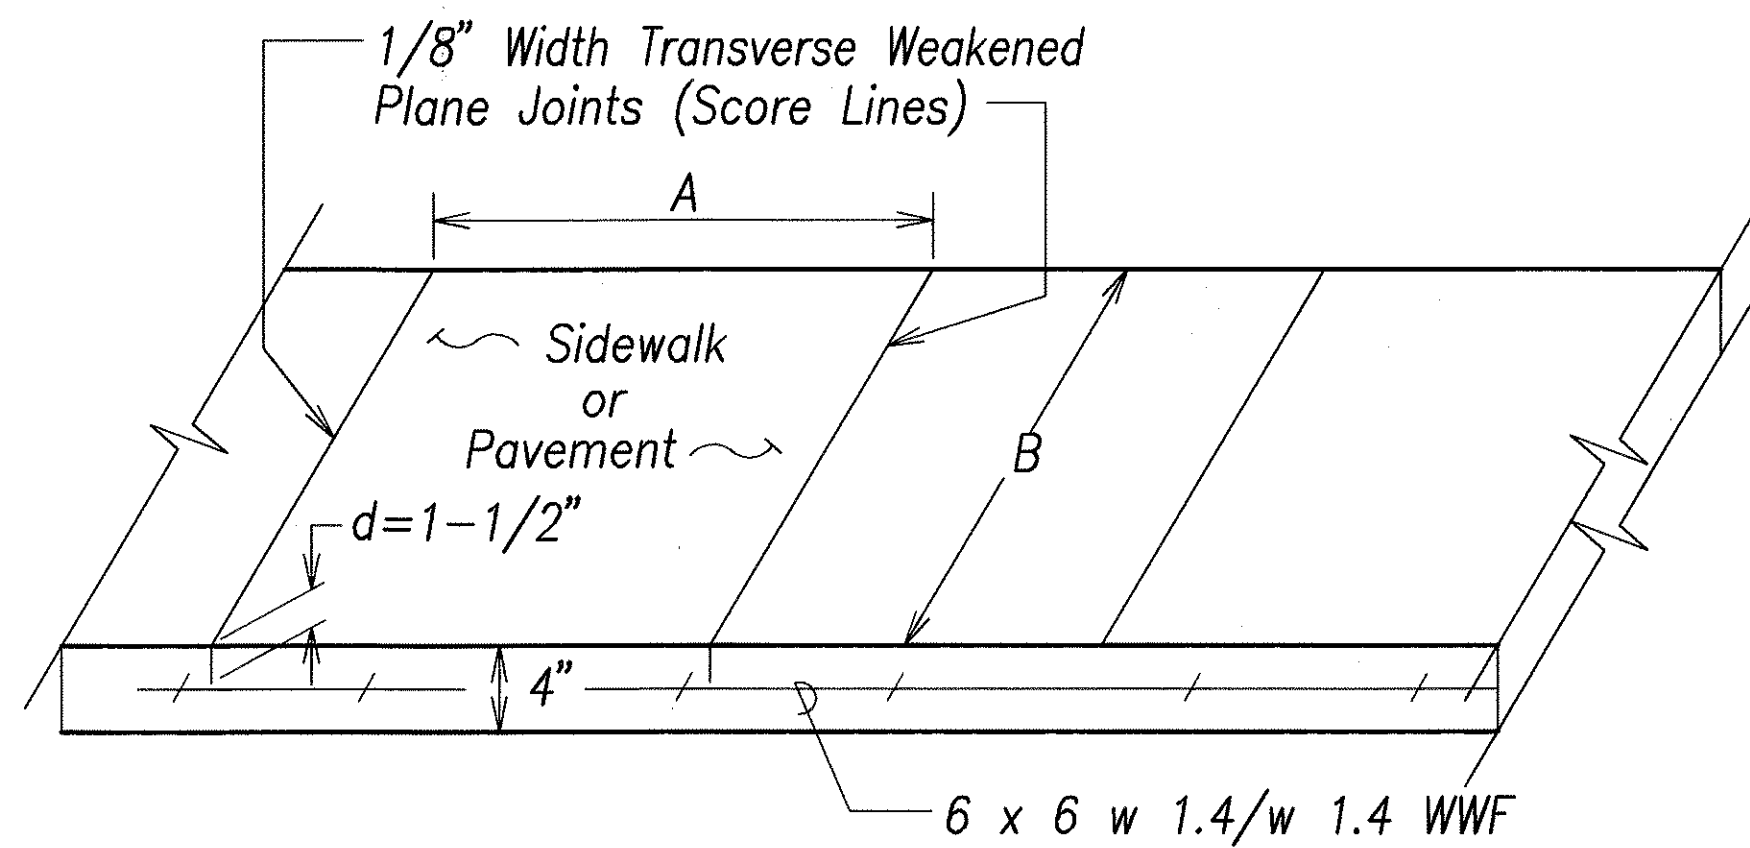 1/8" Width Transverse Weakened
Plane Joints (Score Lines)
A
Sidewalk
or
Pavement
B
d=1-1/2"
4"
6 x 6 w 1.4/w 1.4 WWF